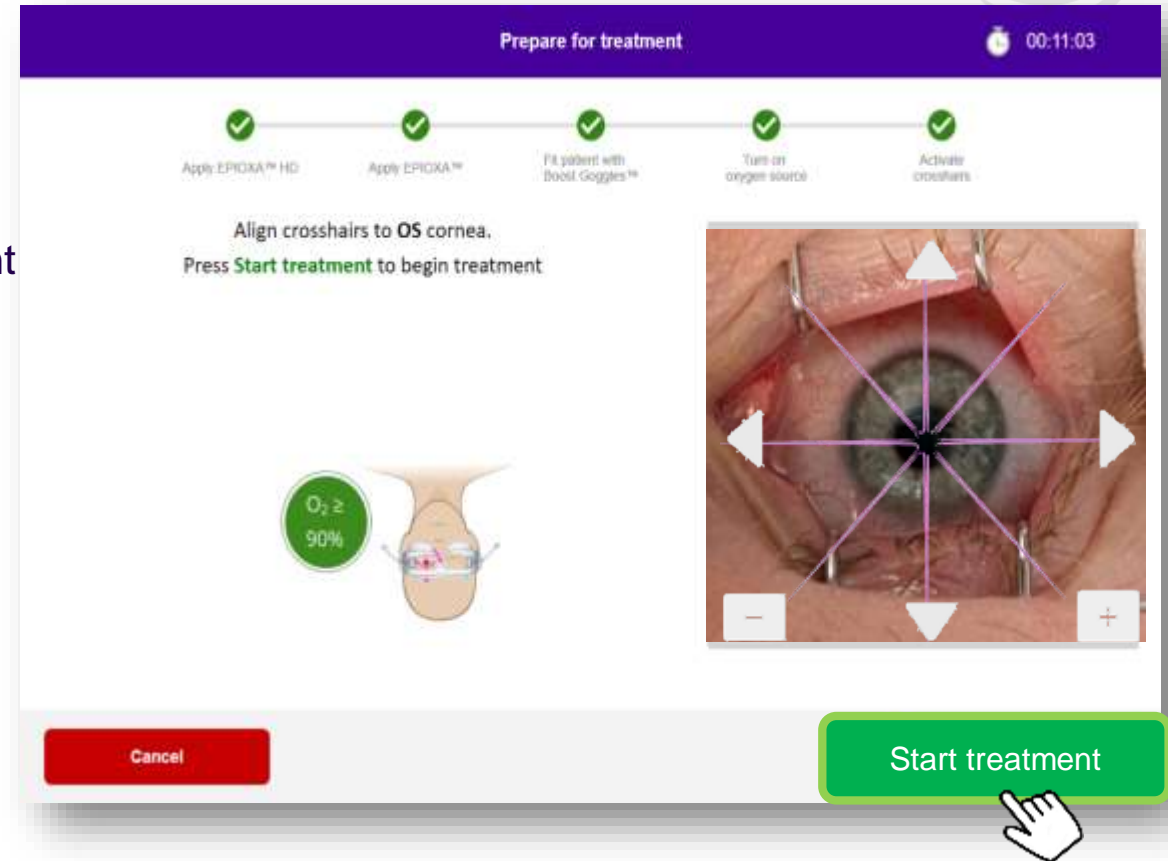 Prepare for treatment
00:11:03
Apply EPIOXA™ HD
Apply EPIOXA™
Fit patient with
Boost Goggles™
Turn on
oxygen source
Activate
crosshairs
Align crosshairs to OS cornea.
Press Start treatment to begin treatment
O₂ ≥
90%
−
+
Cancel
Start treatment